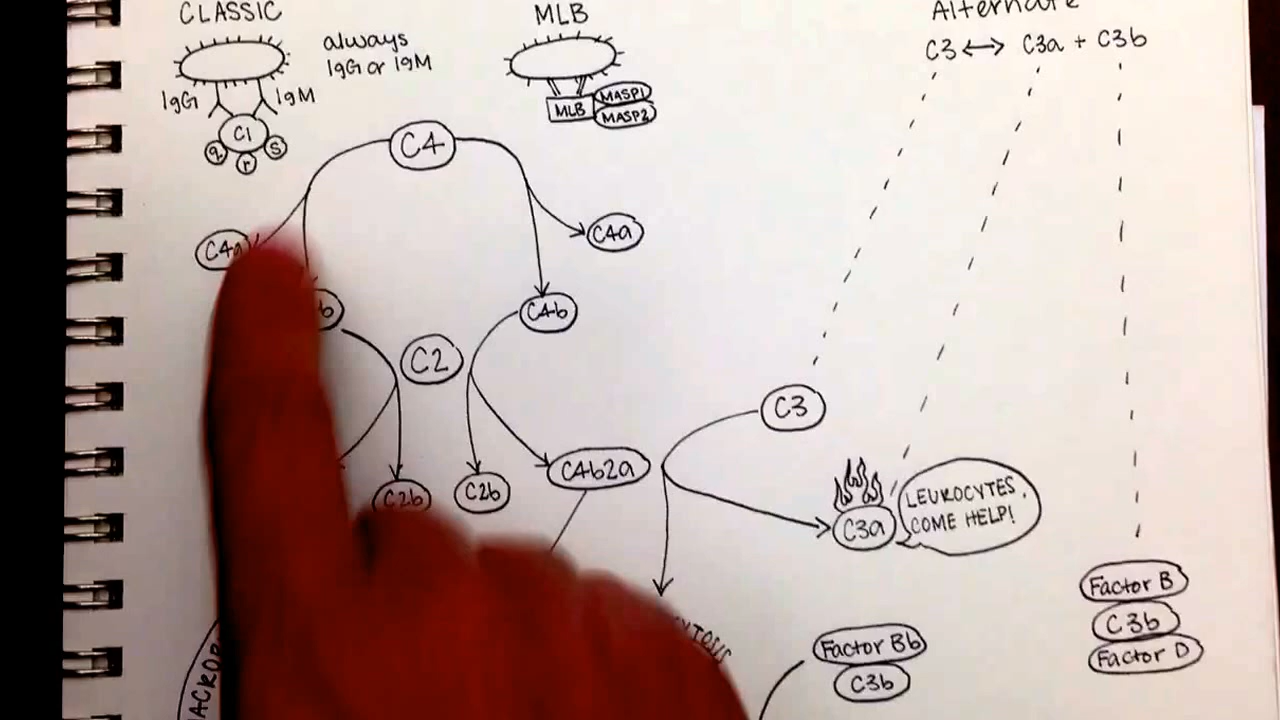 CLASSIC
always
IgG or IgM
IgG
IgM
C1
q
r
S
MLB
MLB
MASP1
MASP2
Alternate
C3 ↔ C3a + C3b
C4
C4a
C4a
C4b
C2
C2b
C2b
C4b2a
C3
C3a
LEUKOCYTES,
COME HELP!
Factor B
C3b
Factor D
Factor Bb
C3b